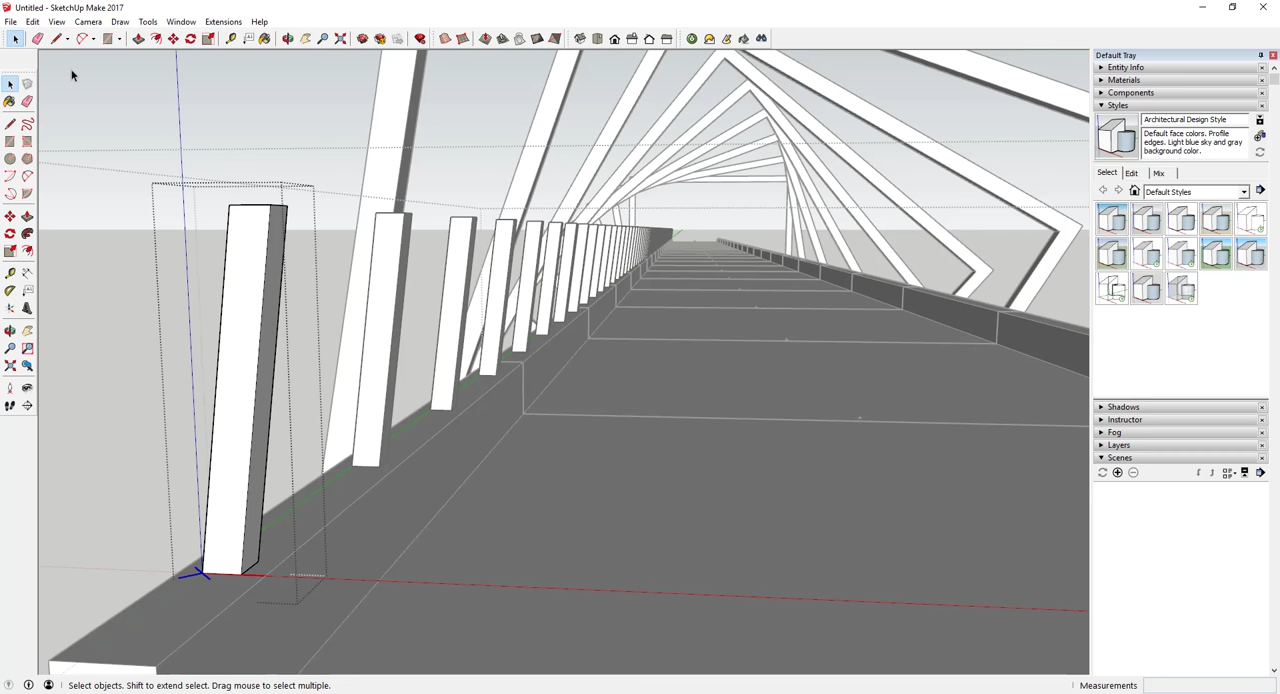 Untitled - SketchUp Make 2017
File Edit View Camera Draw Tools Window Extensions Help
Default Tray
Entity Info
Materials
Components
Styles
Architectural Design Style
Default face colors. Profile
edges. Light blue sky and gray
background color.
Select Edit Mix
Default Styles
Shadows
Instructor
Fog
Layers
Scenes
Select objects. Shift to extend select. Drag mouse to select multiple.
Measurements